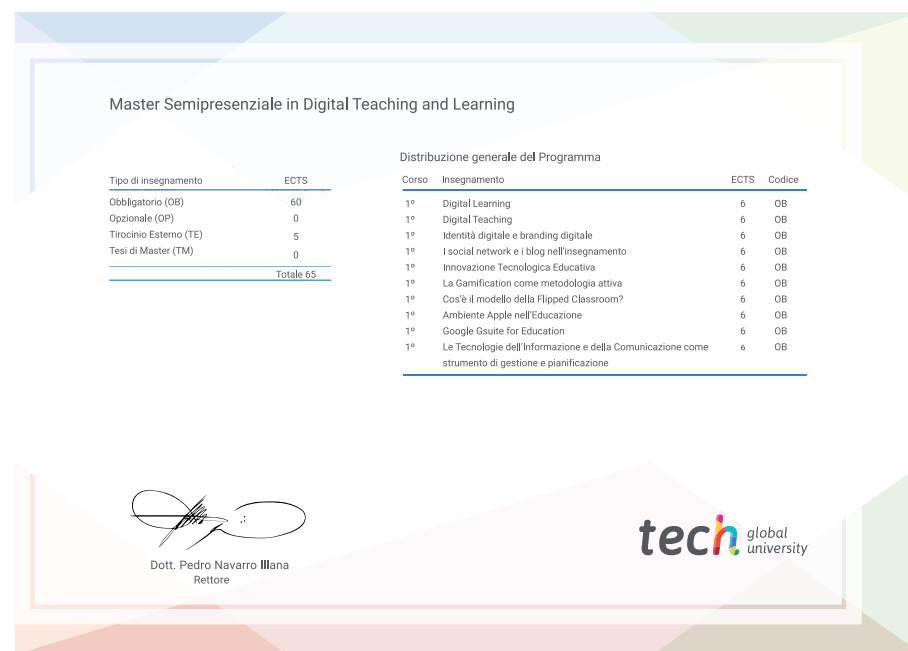 Master Semipresenziale in Digital Teaching and Learning
Tipo di insegnamento ECTS
Obbligatorio (OB) 60
Opzionale (OP) 0
Tirocinio Esterno (TE) 5
Tesi di Master (TM) 0
Totale 65
Distribuzione generale del Programma
Corso Insegnamento ECTS Codice
1º Digital Learning 6 OB
1º Digital Teaching 6 OB
1º Identità digitale e branding digitale 6 OB
1º I social network e i blog nell'insegnamento 6 OB
1º Innovazione Tecnologica Educativa 6 OB
1º La Gamification come metodologia attiva 6 OB
1º Cos'è il modello della Flipped Classroom? 6 OB
1º Ambiente Apple nell'Educazione 6 OB
1º Google Gsuite for Education 6 OB
1º Le Tecnologie dell'Informazione e della Comunicazione come 6 OB
strumento di gestione e pianificazione
Dott. Pedro Navarro Illana
Rettore
tech global
university